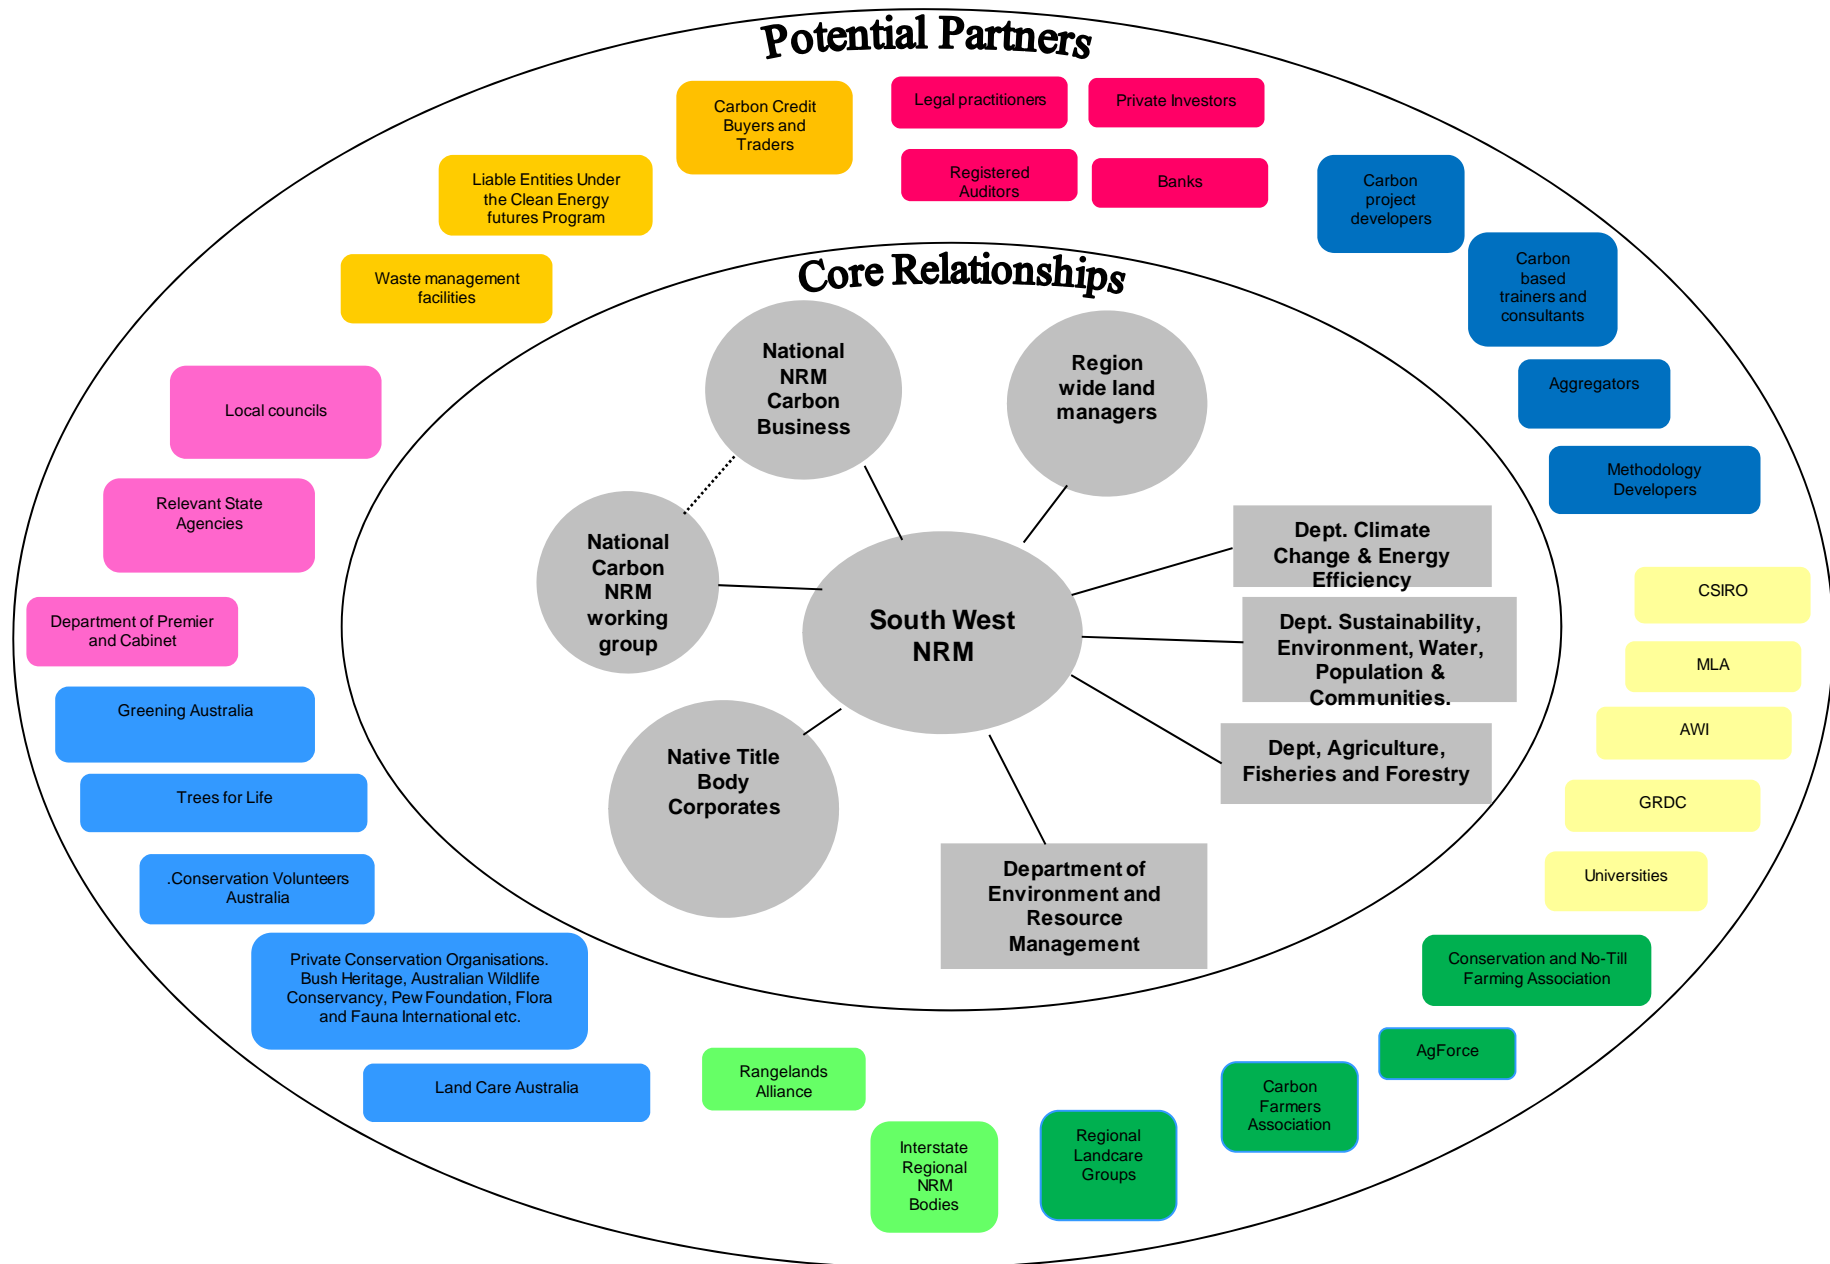 Potential Partners
Carbon Credit
Buyers and
Traders
Legal practitioners
Private Investors
Registered
Auditors
Banks
Liable Entities Under
the Clean Energy
futures Program
Waste management
facilities
Carbon
project
developers
Carbon
based
trainers and
consultants
Aggregators
Methodology
Developers
Core Relationships
National
NRM
Carbon
Business
Region
wide land
managers
National
Carbon
NRM
working
group
South West
NRM
Dept. Climate
Change & Energy
Efficiency
Dept. Sustainability,
Environment, Water,
Population &
Communities.
Dept, Agriculture,
Fisheries and Forestry
Native Title
Body
Corporates
Department of
Environment and
Resource
Management
Local councils
Relevant State
Agencies
Department of Premier
and Cabinet
Greening Australia
Trees for Life
.Conservation Volunteers
Australia
Private Conservation Organisations.
Bush Heritage, Australian Wildlife
Conservancy, Pew Foundation, Flora
and Fauna International etc.
Land Care Australia
CSIRO
MLA
AWI
GRDC
Universities
Conservation and No-Till
Farming Association
AgForce
Carbon
Farmers
Association
Regional
Landcare
Groups
Rangelands
Alliance
Interstate
Regional
NRM
Bodies